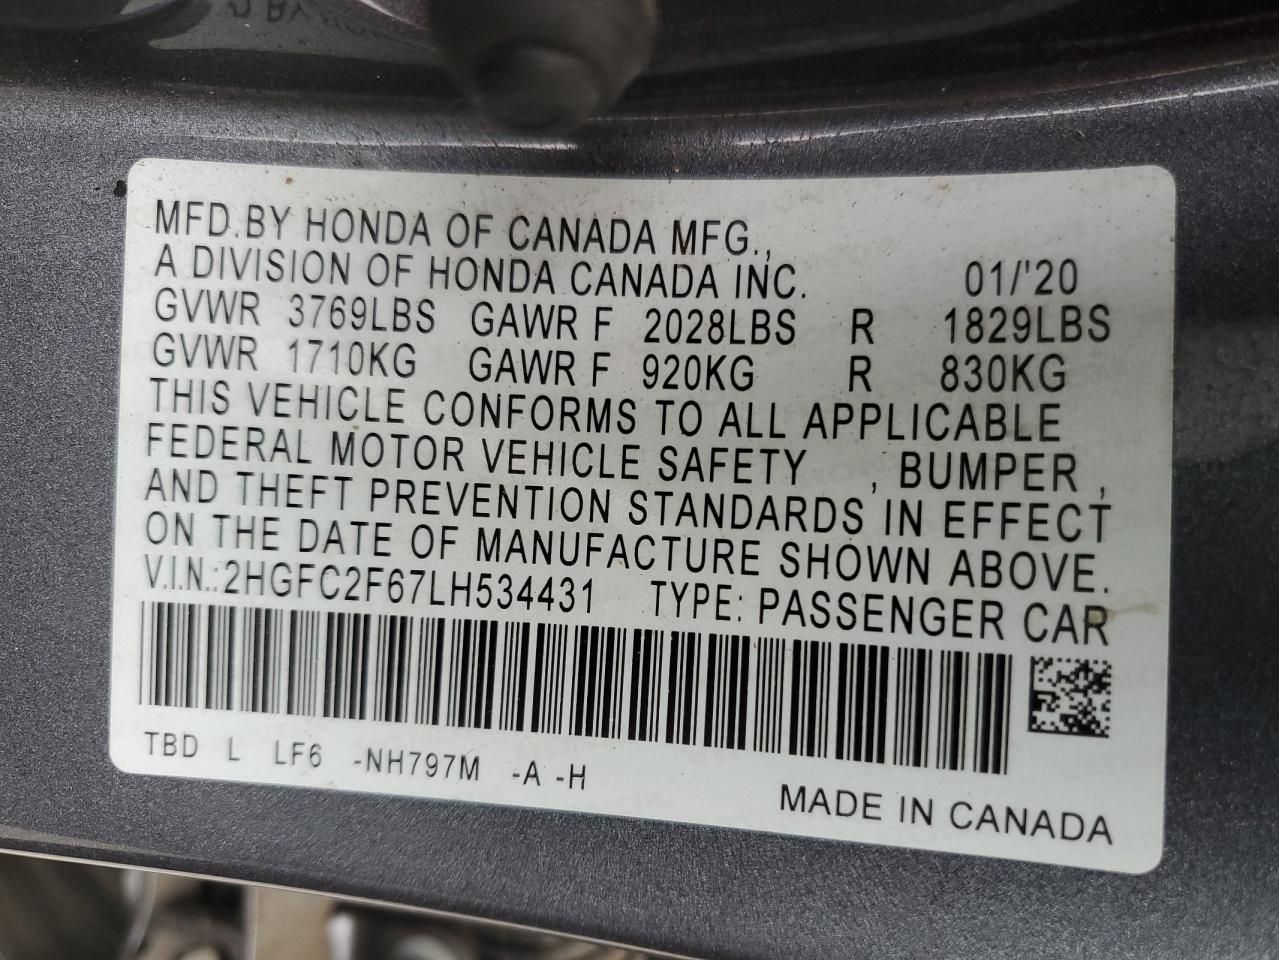 MFD.BY HONDA OF CANADA MFG.,
A DIVISION OF HONDA CANADA INC. 01/'20
GVWR 3769LBS GAWR F 2028LBS R 1829LBS
GVWR 1710KG GAWR F 920KG R 830KG
THIS VEHICLE CONFORMS TO ALL APPLICABLE
FEDERAL MOTOR VEHICLE SAFETY , BUMPER ,
AND THEFT PREVENTION STANDARDS IN EFFECT
ON THE DATE OF MANUFACTURE SHOWN ABOVE.
V.I.N.:2HGFC2F67LH534431 TYPE: PASSENGER CAR
TBD L LF6 -NH797M -A -H
MADE IN CANADA